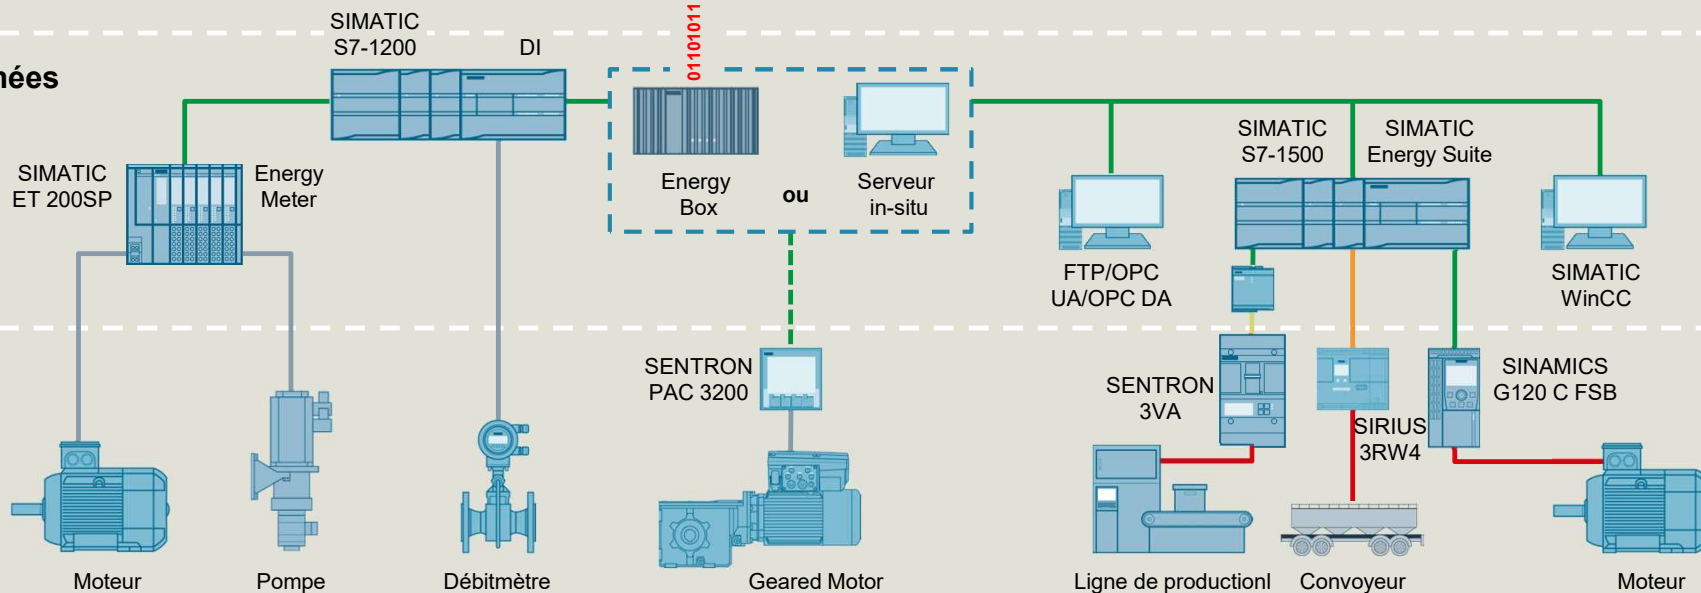 01101011
SIMATIC
S7-1200
DI
nées
SIMATIC
ET 200SP
Energy
Meter
Energy
Box
ou
Serveur
in-situ
SIMATIC
S7-1500
SIMATIC
Energy Suite
FTP/OPC
UA/OPC DA
SIMATIC
WinCC
SENTRON
PAC 3200
SENTRON
3VA
SIRIUS
3RW4
SINAMICS
G120 C FSB
Moteur
Pompe
Débitmètre
Geared Motor
Ligne de productionl
Convoyeur
Moteur